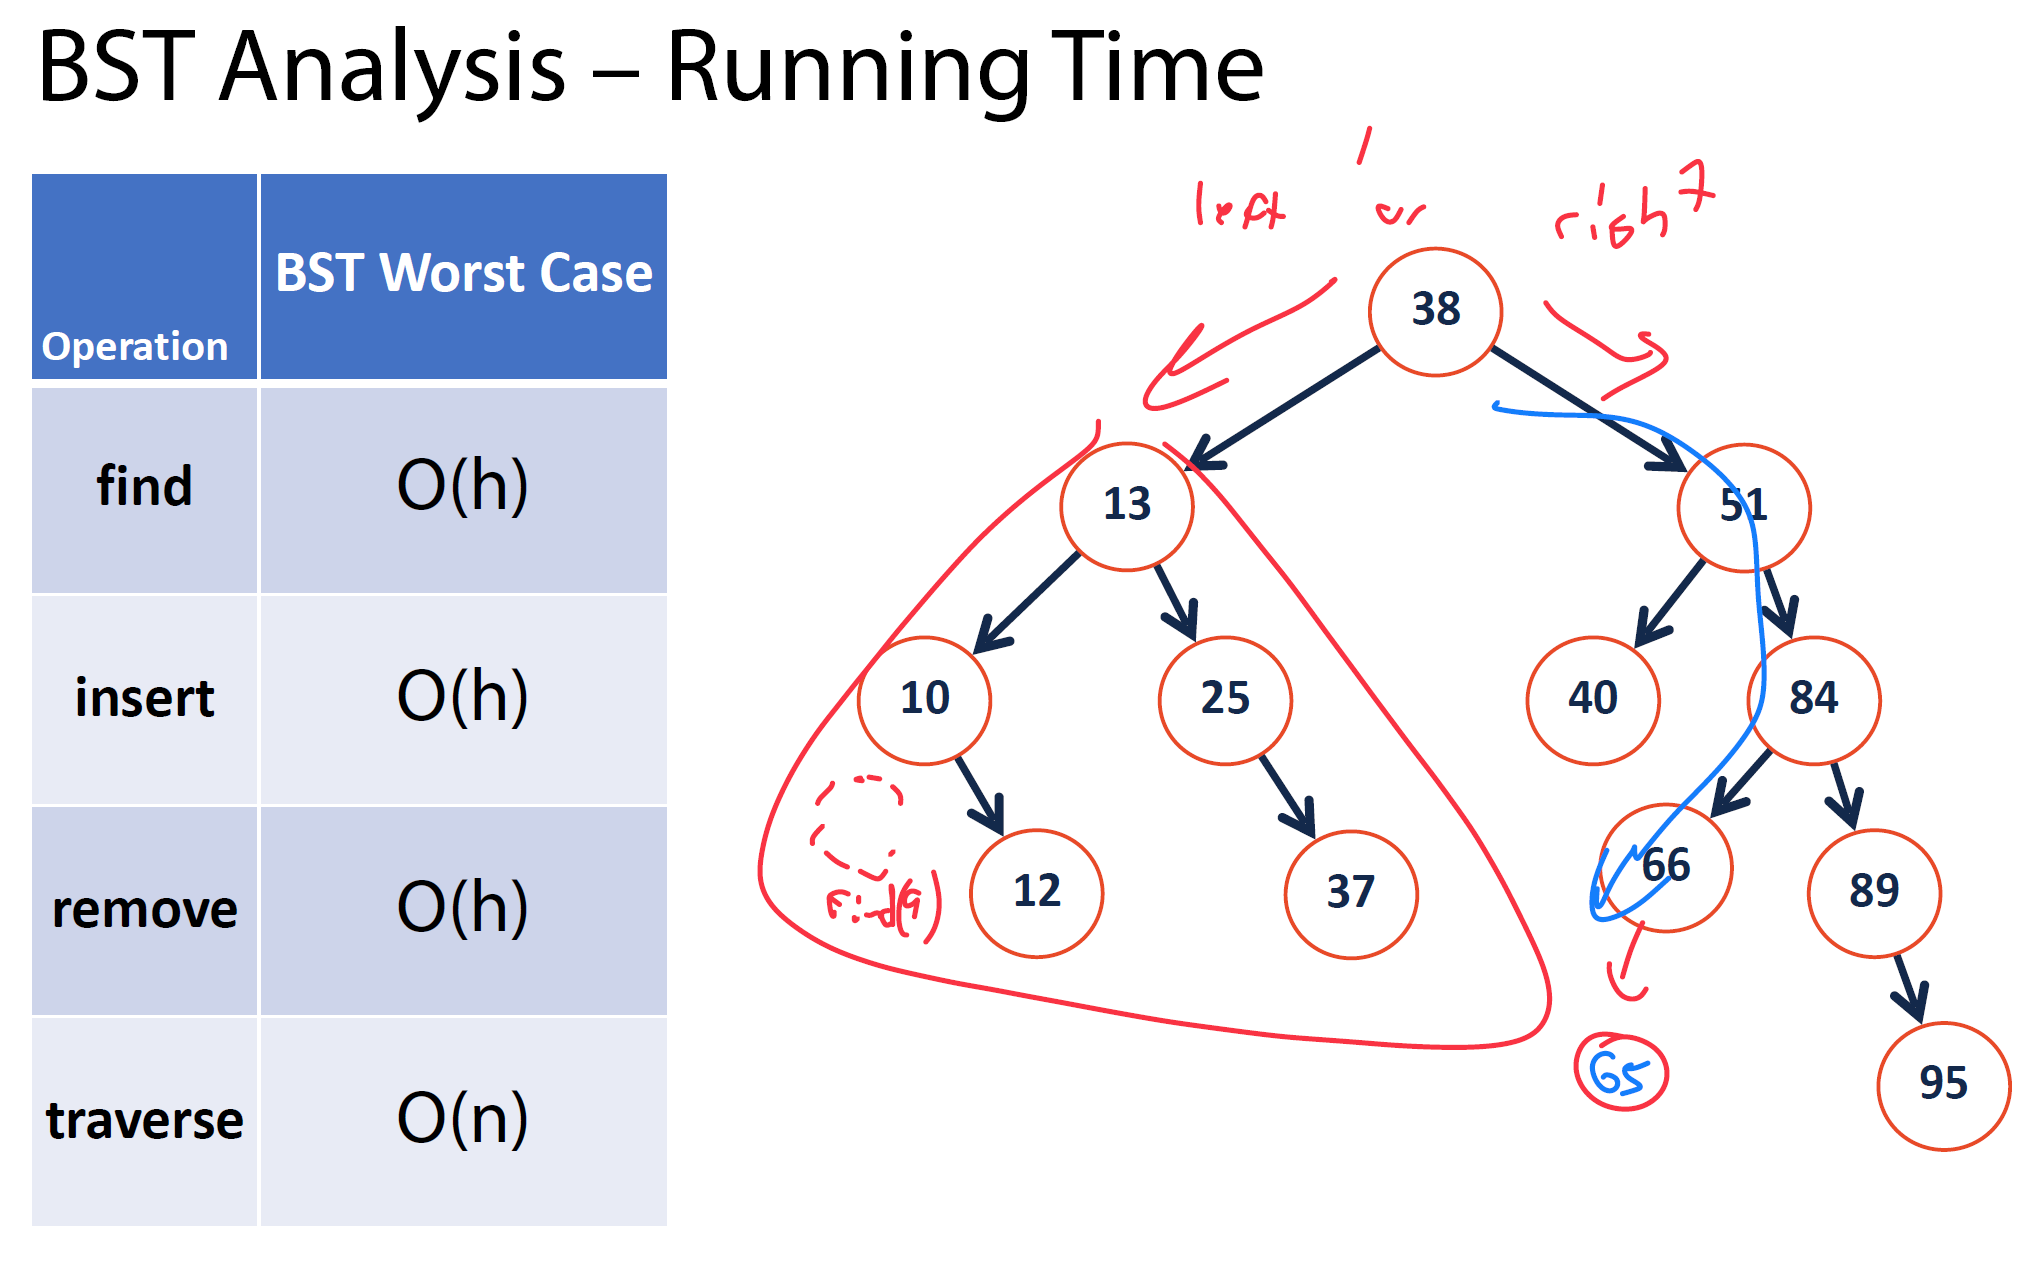 BST Analysis – Running Time
Operation
BST Worst Case
find
O(h)
insert
O(h)
remove
O(h)
traverse
O(n)
left or right?
38
13
51
10
25
40
84
12
37
66
89
95
find(9)
65